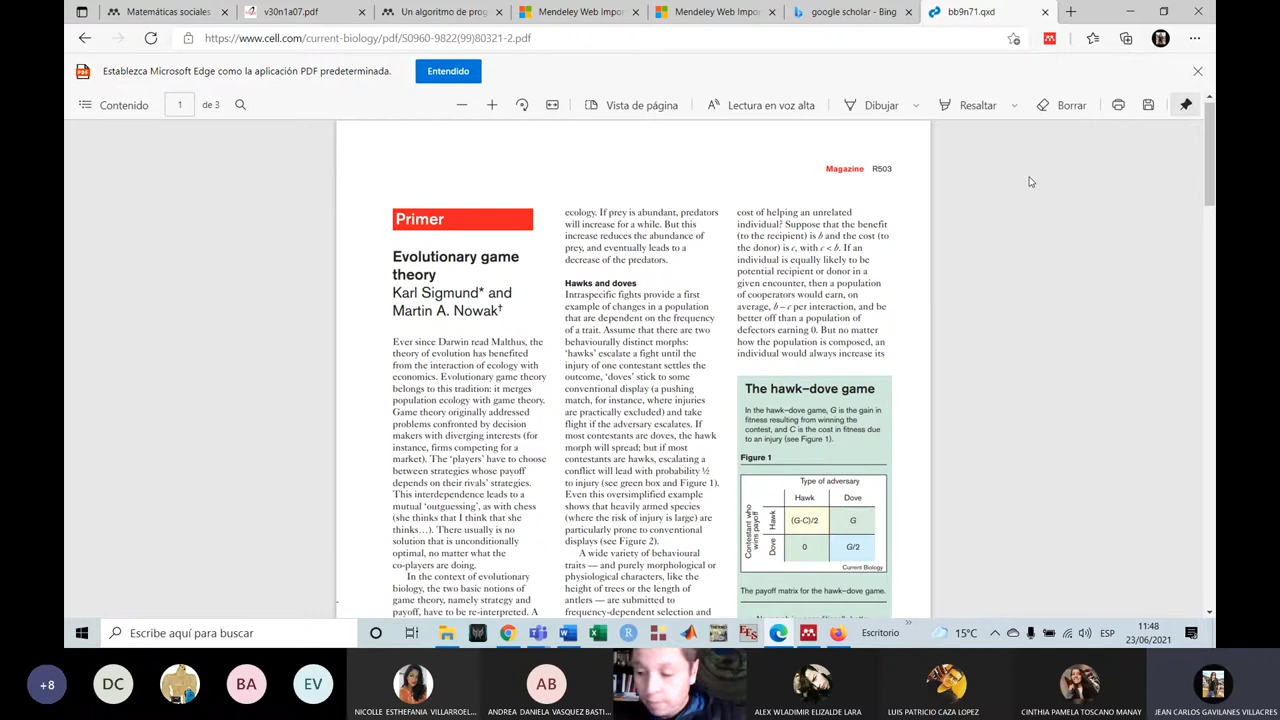 Matemáticas sociales
v30n1a07.pdf
Un algoritmo de prog
Mendeley Web Impor
Mendeley Web Impor
google scholar - Bing
bb9n71.qxd
https://www.cell.com/current-biology/pdf/S0960-9822(99)80321-2.pdf
Establezca Microsoft Edge como la aplicación PDF predeterminada.
Entendido
Contenido
1
de 3
Vista de página
Lectura en voz alta
Dibujar
Resaltar
Borrar
Magazine R503
Primer
Evolutionary game
theory
Karl Sigmund* and
Martin A. Nowak†
Ever since Darwin read Malthus, the
theory of evolution has benefited
from the interaction of ecology with
economics. Evolutionary game theory
belongs to this tradition: it merges
population ecology with game theory.
Game theory originally addressed
problems confronted by decision
makers with diverging interests (for
instance, firms competing for a
market). The ‘players’ have to choose
between strategies whose payoff
depends on their rivals’ strategies.
This interdependence leads to a
mutual ‘outguessing’, as with chess
(she thinks that I think that she
thinks…). There usually is no
solution that is unconditionally
optimal, no matter what the
co-players are doing.
In the context of evolutionary
biology, the two basic notions of
game theory, namely strategy and
payoff, have to be re-interpreted. A
ecology. If prey is abundant, predators
will increase for a while. But this
increase reduces the abundance of
prey, and eventually leads to a
decrease of the predators.
Hawks and doves
Intraspecific fights provide a first
example of changes in a population
that are dependent on the frequency
of a trait. Assume that there are two
behaviourally distinct morphs:
‘hawks’ escalate a fight until the
injury of one contestant settles the
outcome, ‘doves’ stick to some
conventional display (a pushing
match, for instance, where injuries
are practically excluded) and take
flight if the adversary escalates. If
most contestants are doves, the hawk
morph will spread; but if most
contestants are hawks, escalating a
conflict will lead with probability ½
to injury (see green box and Figure 1).
Even this oversimplified example
shows that heavily armed species
(where the risk of injury is large) are
particularly prone to conventional
displays (see Figure 2).
A wide variety of behavioural
traits — and purely morphological or
physiological characters, like the
height of trees or the length of
antlers — are submitted to
frequency-dependent selection and
cost of helping an unrelated
individual? Suppose that the benefit
(to the recipient) is b and the cost (to
the donor) is c, with c < b. If an
individual is equally likely to be
potential recipient or donor in a
given encounter, then a population
of cooperators would earn, on
average, b – c per interaction, and be
better off than a population of
defectors earning 0. But no matter
how the population is composed, an
individual would always increase its
The hawk–dove game
In the hawk–dove game, G is the gain in
fitness resulting from winning the
contest, and C is the cost in fitness due
to an injury (see Figure 1).
Figure 1
Type of adversary
Hawk Dove
Contestant who
wins payoff
Hawk (G-C)/2 G
Dove 0 G/2
Current Biology
The payoff matrix for the hawk–dove game.
Escribe aquí para buscar
Escritorio
15°C
ESP
11:48
23/06/2021
+8
DC
BA
EV
NICOLLE ESTHEFANIA VILLARROEL...
AB
ANDREA DANIELA VASQUEZ BASTI...
ALEX WLADIMIR ELIZALDE LARA
LUIS PATRICIO CAZA LOPEZ
CINTHIA PAMELA TOSCANO MANAY
JEAN CARLOS GAVILANES VILLACRES